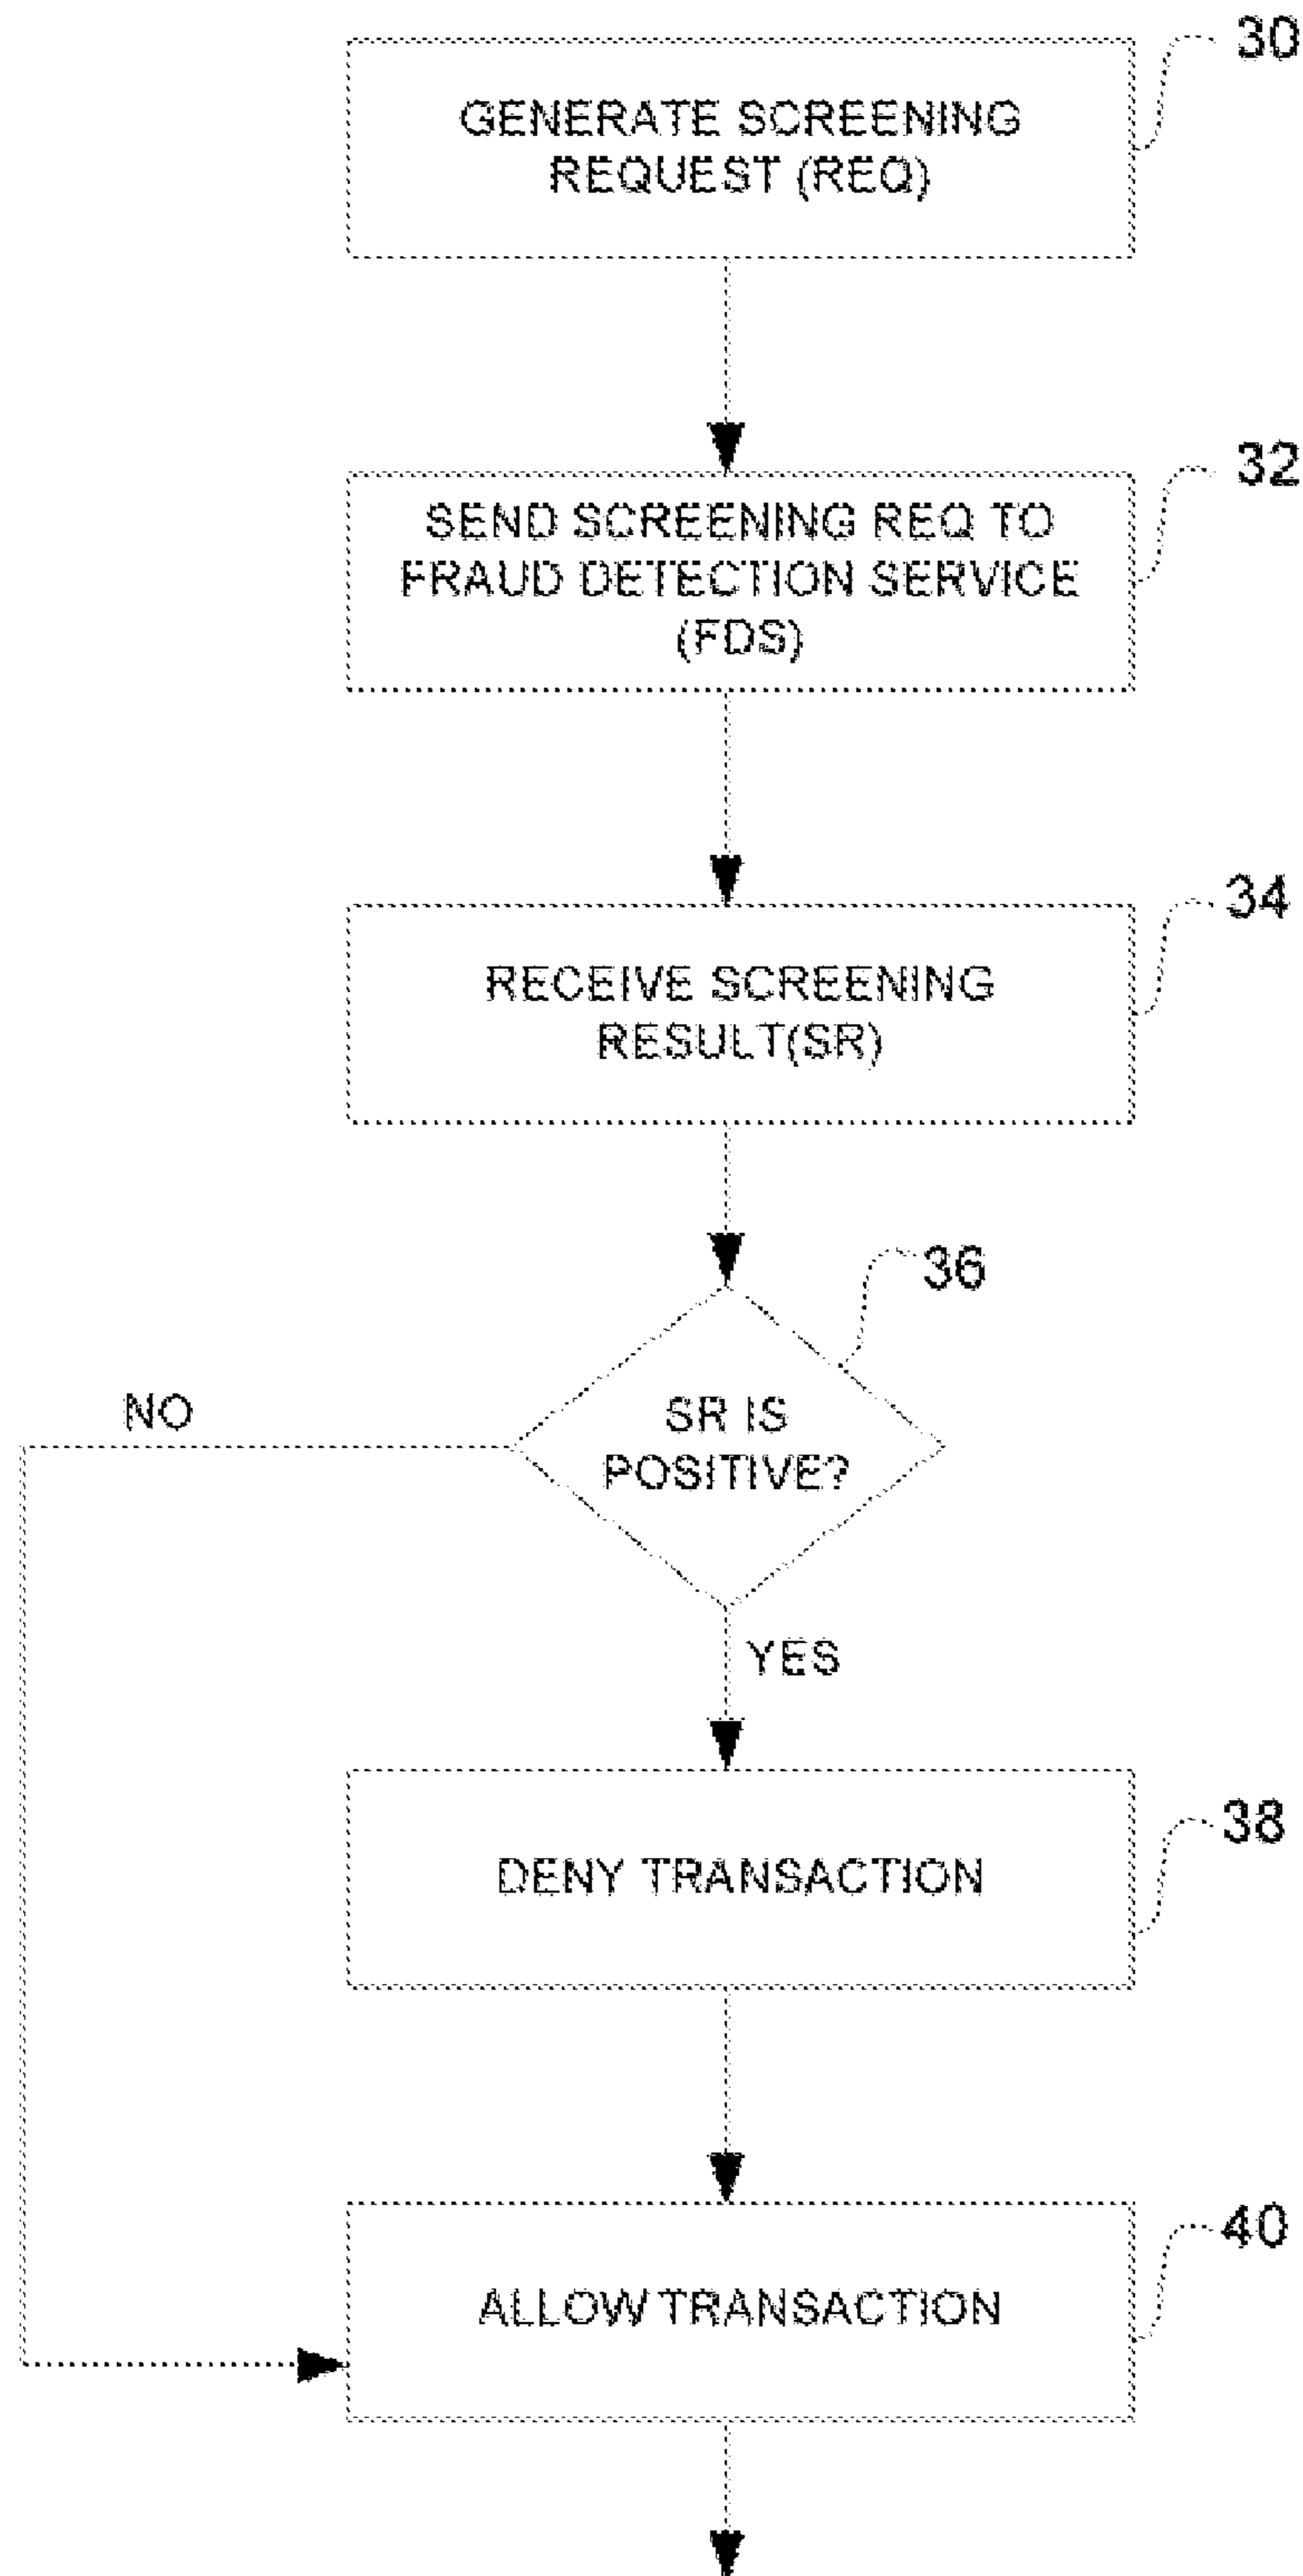 30
GENERATE SCREENING
REQUEST (REQ)
32
SEND SCREENING REQ TO
FRAUD DETECTION SERVICE
(FDS)
34
RECEIVE SCREENING
RESULT(SR)
36
NO
SR IS
POSITIVE?
YES
38
DENY TRANSACTION
40
ALLOW TRANSACTION